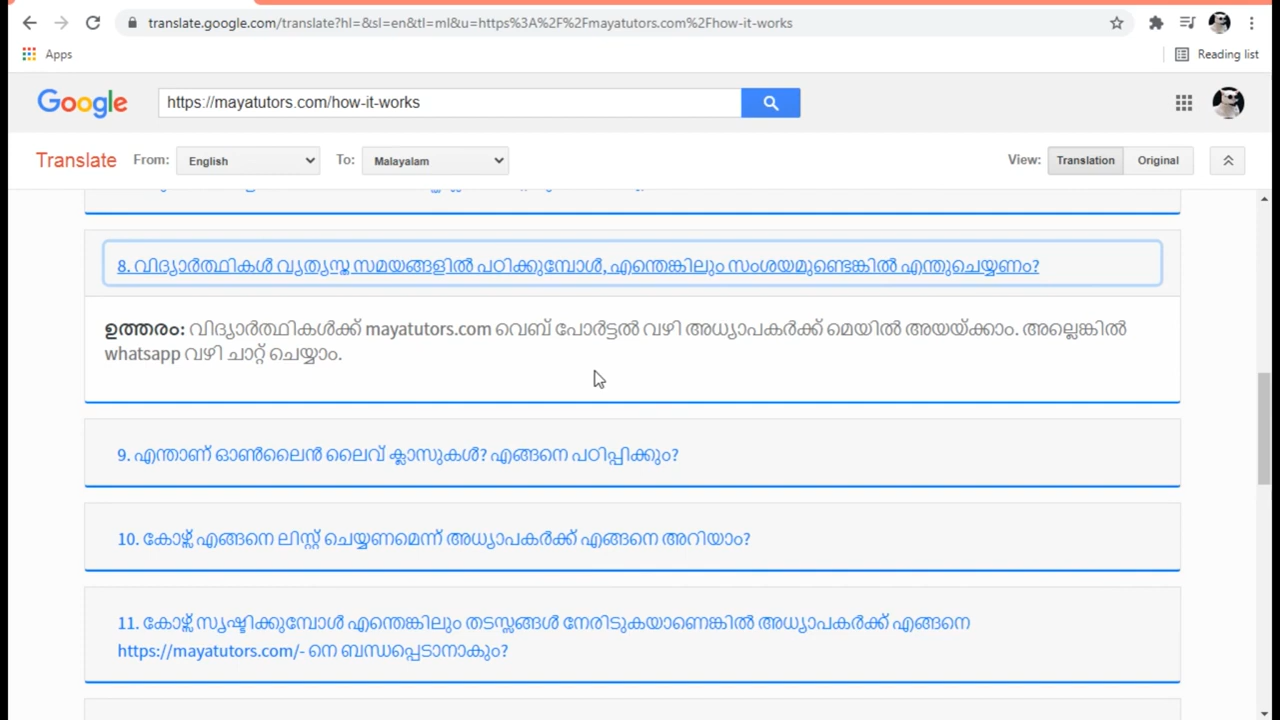 translate.google.com/translate?hl=&sl=en&tl=ml&u=https%3A%2F%2Fmayatutors.com%2Fhow-it-works
Apps
Reading list
Google
https://mayatutors.com/how-it-works
Translate From: English To: Malayalam View: Translation Original
8. വിദ്യാർത്ഥികൾ വ്യത്യസ്ത സമയങ്ങളിൽ പഠിക്കുമ്പോൾ, എന്തെങ്കിലും സംശയമുണ്ടെങ്കിൽ എന്തുചെയ്യണം?
ഉത്തരം: വിദ്യാർത്ഥികൾക്ക് mayatutors.com വെബ് പോർട്ടൽ വഴി അധ്യാപകർക്ക് മെയിൽ അയയ്ക്കാം. അല്ലെങ്കിൽ
whatsapp വഴി ചാറ്റ് ചെയ്യാം.
9. എന്താണ് ഓൺലൈൻ ലൈവ് ക്ലാസുകൾ? എങ്ങനെ പഠിപ്പിക്കും?
10. കോഴ്സ് എങ്ങനെ ലിസ്റ്റ് ചെയ്യണമെന്ന് അധ്യാപകർക്ക് എങ്ങനെ അറിയാം?
11. കോഴ്സ് സൃഷ്ടിക്കുമ്പോൾ എന്തെങ്കിലും തടസ്സങ്ങൾ നേരിടുകയാണെങ്കിൽ അധ്യാപകർക്ക് എങ്ങനെ
https://mayatutors.com/- നെ ബന്ധപ്പെടാനാകും?